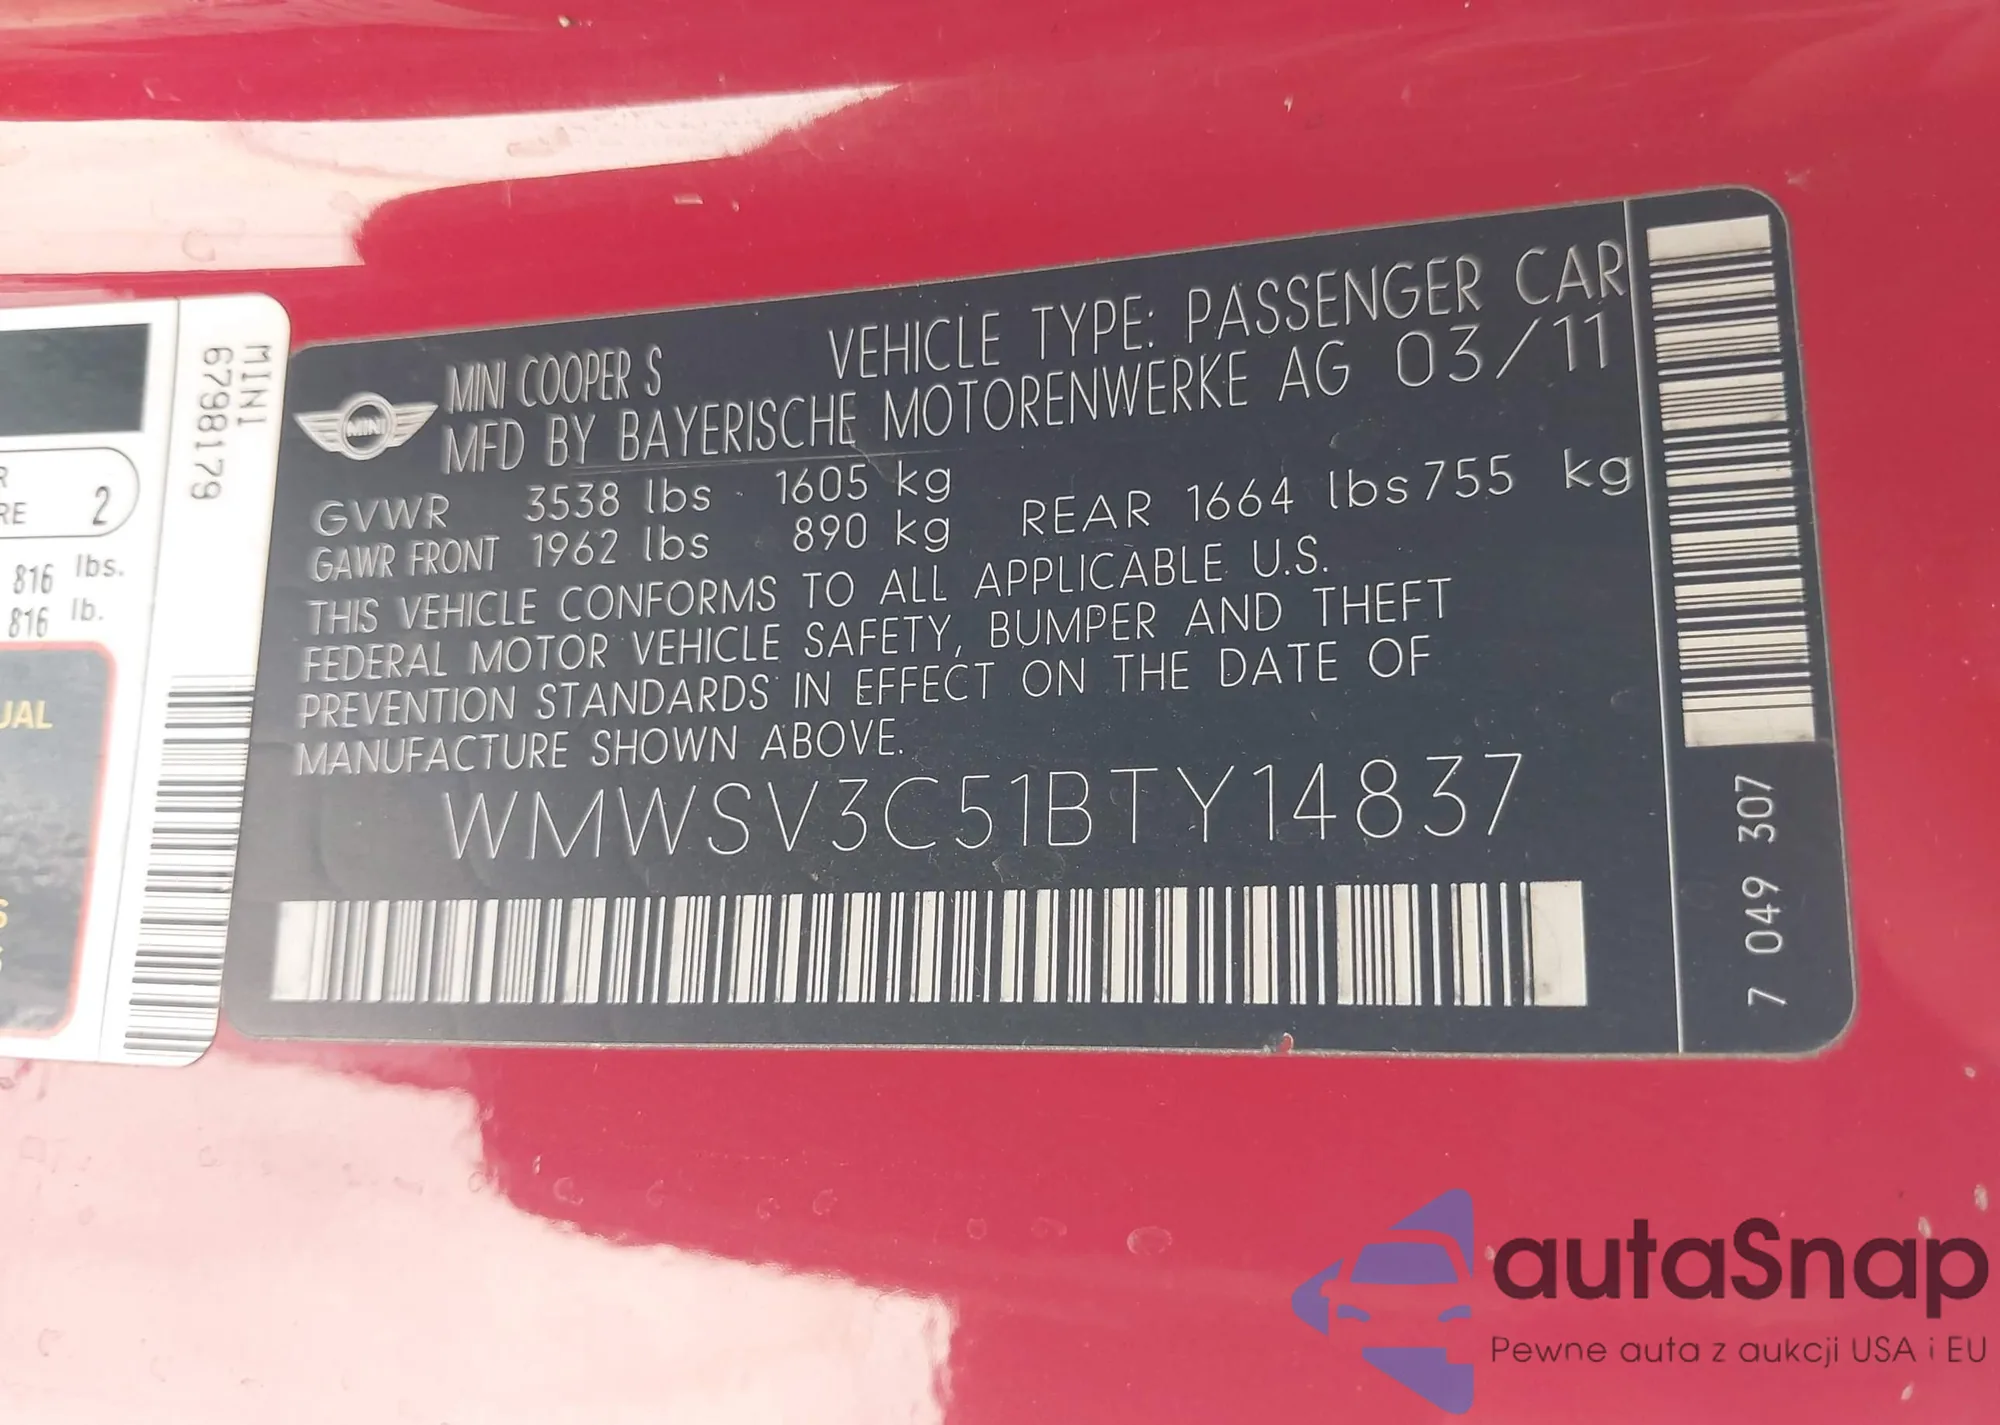 MINI
6798179
2
816 lbs.
816 lb.
MINI
MINI COOPER S VEHICLE TYPE: PASSENGER CAR
MFD BY BAYERISCHE MOTORENWERKE AG 03/11
GVWR 3538 lbs 1605 kg
GAWR FRONT 1962 lbs 890 kg REAR 1664 lbs 755 kg
THIS VEHICLE CONFORMS TO ALL APPLICABLE U.S.
FEDERAL MOTOR VEHICLE SAFETY, BUMPER AND THEFT
PREVENTION STANDARDS IN EFFECT ON THE DATE OF
MANUFACTURE SHOWN ABOVE.
WMWSV3C51BTY14837
7 049 307
autaSnap
Pewne auta z aukcji USA i EU